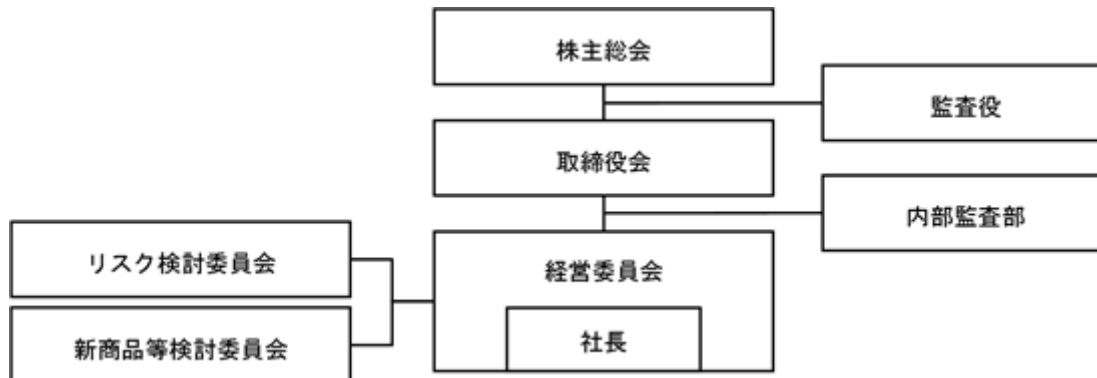 株主総会
監査役
取締役会
内部監査部
リスク検討委員会
経営委員会
新商品等検討委員会
社長